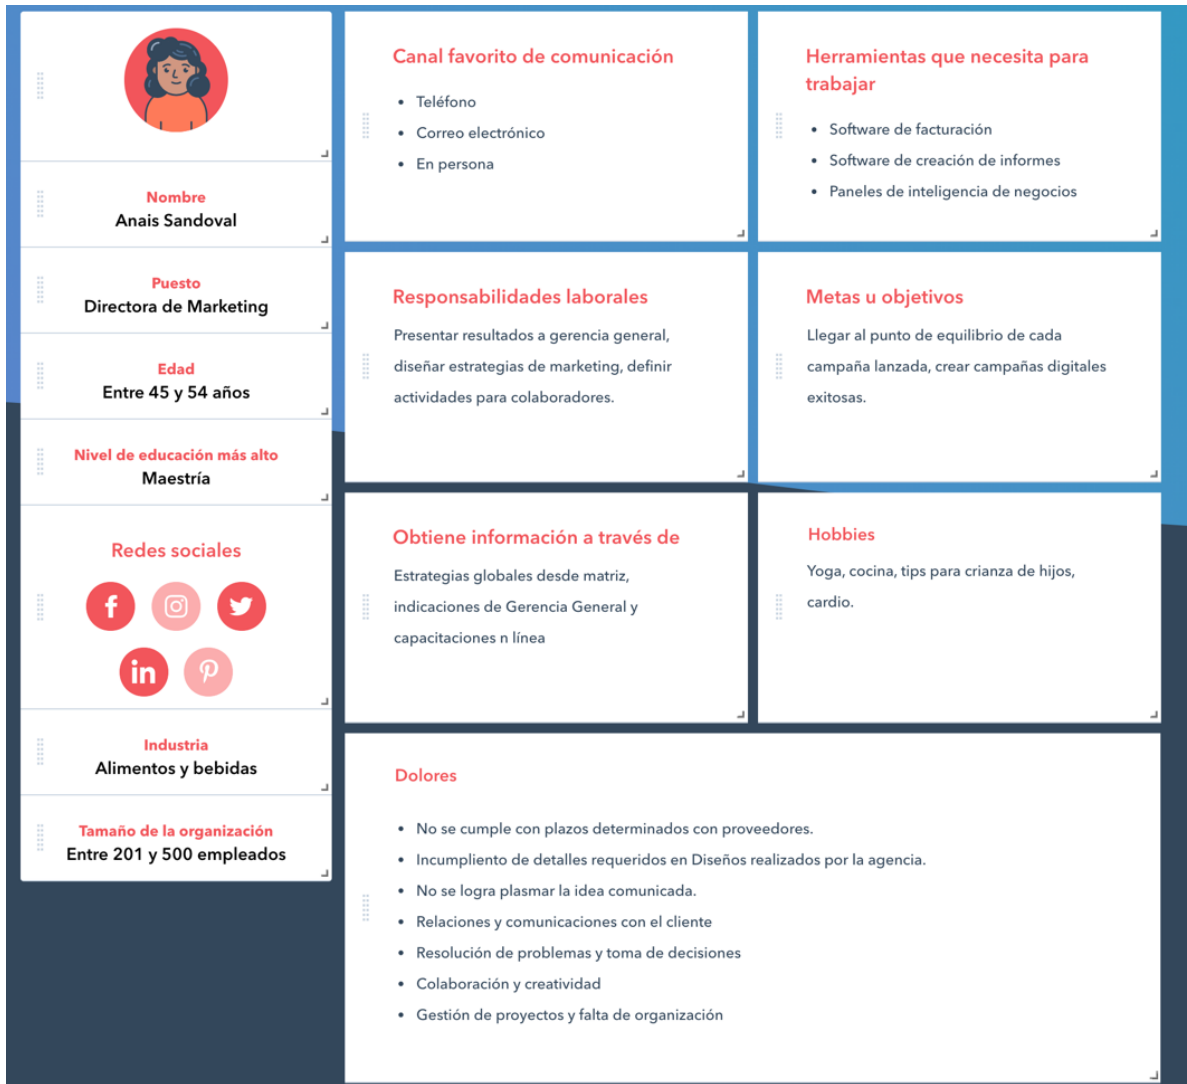 Nombre
Anais Sandoval
Puesto
Directora de Marketing
Edad
Entre 45 y 54 años
Nivel de educación más alto
Maestría
Redes sociales
f
in
Industria
Alimentos y bebidas
Tamaño de la organización
Entre 201 y 500 empleados
Canal favorito de comunicación
• Teléfono
• Correo electrónico
• En persona
Herramientas que necesita para
trabajar
• Software de facturación
• Software de creación de informes
• Paneles de inteligencia de negocios
Responsabilidades laborales
Presentar resultados a gerencia general,
diseñar estrategias de marketing, definir
actividades para colaboradores.
Metas u objetivos
Llegar al punto de equilibrio de cada
campaña lanzada, crear campañas digitales
exitosas.
Obtiene información a través de
Estrategias globales desde matriz,
indicaciones de Gerencia General y
capacitaciones n línea
Hobbies
Yoga, cocina, tips para crianza de hijos,
cardio.
Dolores
• No se cumple con plazos determinados con proveedores.
• Incumpliento de detalles requeridos en Diseños realizados por la agencia.
• No se logra plasmar la idea comunicada.
• Relaciones y comunicaciones con el cliente
• Resolución de problemas y toma de decisiones
• Colaboración y creatividad
• Gestión de proyectos y falta de organización